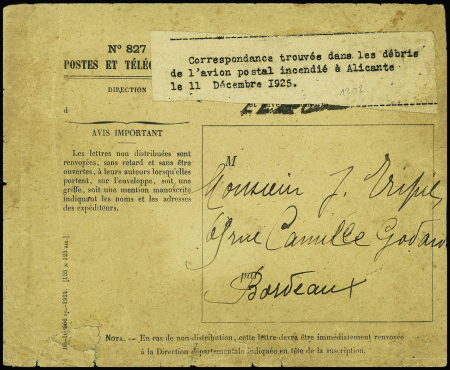 N° 827
POSTES ET TÉLÉ
DIRECTION
d
Correspondance trouvée dans les débris
de l'avion postal incendié à Alicante
le 11 Décembre 1925.
AVIS IMPORTANT
Les lettres non distribuées sont
renvoyées, sans retard et sans être
ouvertes, à leurs auteurs lorsqu'elles
portent, sur l'enveloppe, soit une
griffe, soit une mention manuscrite
indiquant les noms et les adresses
des expéditeurs.
M
Monsieur J.
69 rue Camille Godard
par
Bordeaux
NOTA. — En cas de non-distribution, cette lettre devra être immédiatement renvoyée
à la Direction départementale indiquée en tête de la suscription.